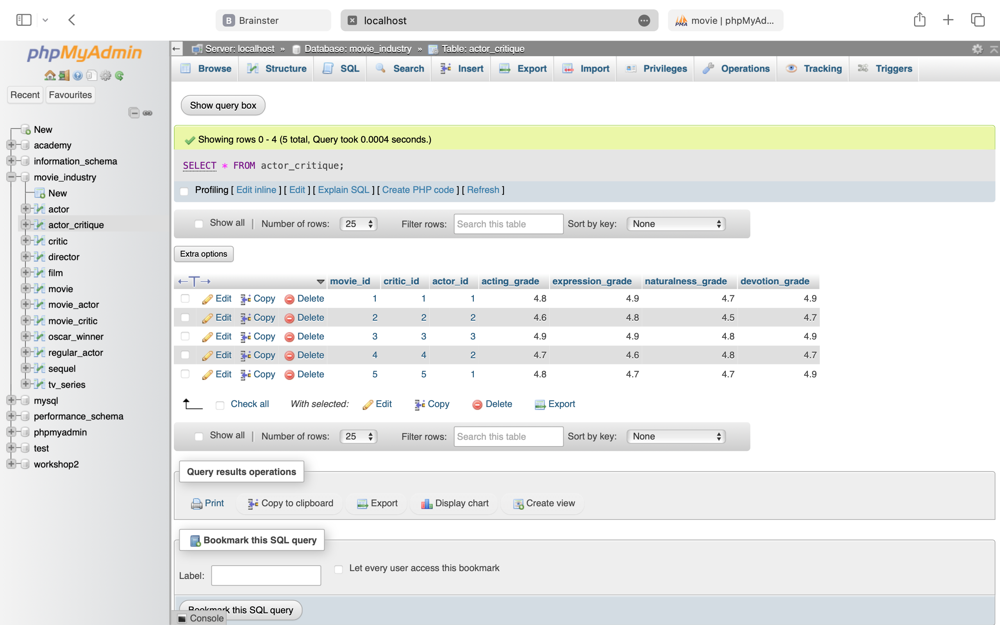 B Brainster
localhost
PMA movie | phpMyAd...
phpMyAdmin
Recent Favourites
New
academy
information_schema
movie_industry
New
actor
actor_critique
critic
director
film
movie
movie_actor
movie_critic
oscar_winner
regular_actor
sequel
tv_series
mysql
performance_schema
phpmyadmin
test
workshop2
Server: localhost » Database: movie_industry » Table: actor_critique
Browse Structure SQL Search Insert Export Import Privileges Operations Tracking Triggers
Show query box
Showing rows 0 - 4 (5 total, Query took 0.0004 seconds.)
SELECT * FROM actor_critique;
Profiling [ Edit inline ] [ Edit ] [ Explain SQL ] [ Create PHP code ] [ Refresh ]
Show all | Number of rows: 25 Filter rows: Search this table Sort by key: None
Extra options
←T→ movie_id critic_id actor_id acting_grade expression_grade naturalness_grade devotion_grade
Edit Copy Delete 1 1 1 4.8 4.9 4.7 4.9
Edit Copy Delete 2 2 2 4.6 4.8 4.5 4.7
Edit Copy Delete 3 3 3 4.9 4.9 4.8 4.9
Edit Copy Delete 4 4 2 4.7 4.6 4.8 4.7
Edit Copy Delete 5 5 1 4.8 4.7 4.7 4.9
Check all With selected: Edit Copy Delete Export
Show all | Number of rows: 25 Filter rows: Search this table Sort by key: None
Query results operations
Print Copy to clipboard Export Display chart Create view
Bookmark this SQL query
Label: Let every user access this bookmark
Bookmark this SQL query
Console